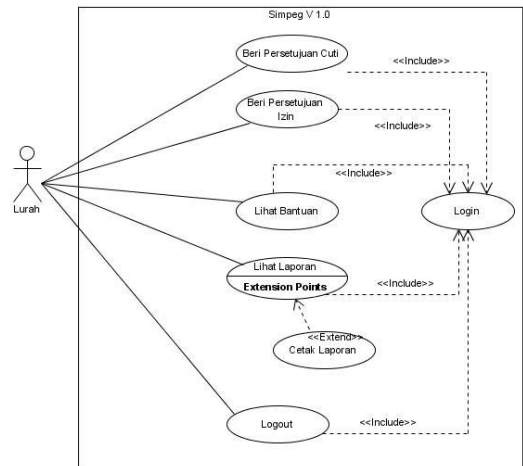 Simpeg V 1.0
Beri Persetujuan Cuti
<<Include>>
Beri Persetujuan
Izin
<<Include>>
<<Include>>
Lurah
Lihat Bantuan
Login
Lihat Laporan
Extension Points
<<Include>>
<<Extend>>
Cetak Laporan
Logout
<<Include>>